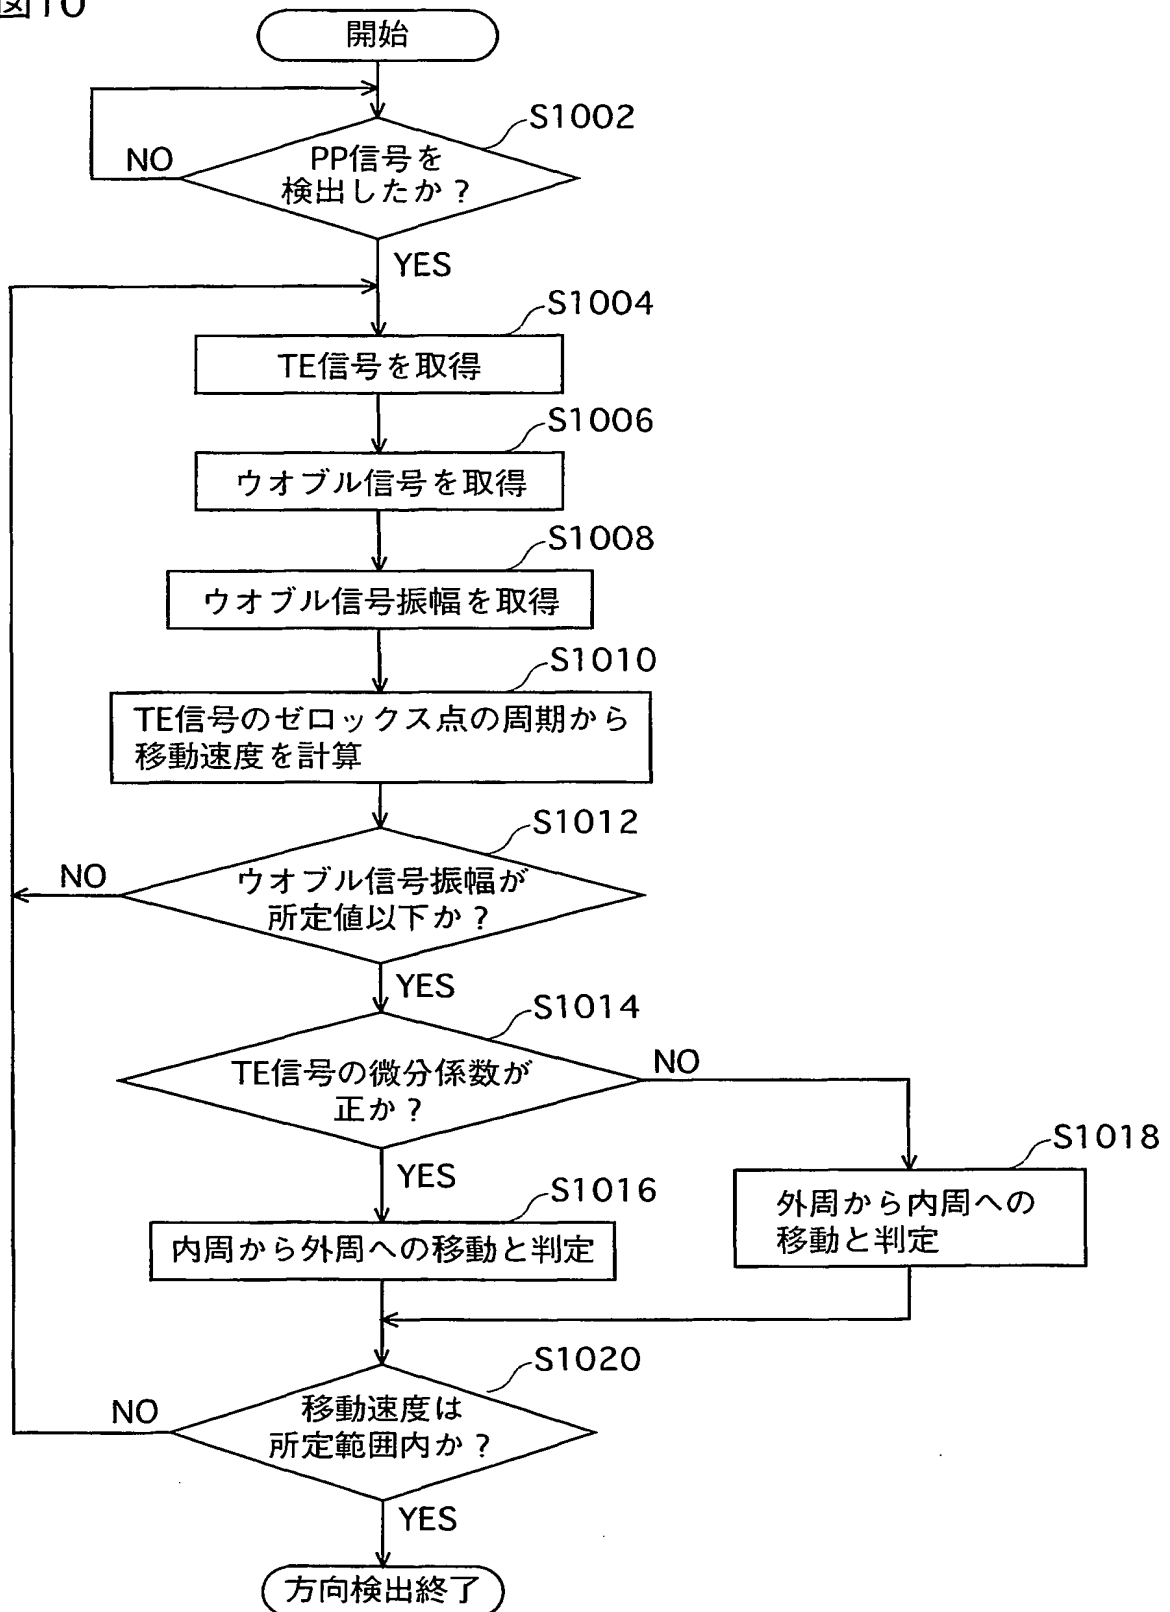 図10
開始
S1002
PP信号を
検出したか？
NO
YES
S1004
TE信号を取得
S1006
ウオブル信号を取得
S1008
ウオブル信号振幅を取得
S1010
TE信号のゼロックス点の周期から
移動速度を計算
S1012
ウオブル信号振幅が
所定値以下か？
NO
YES
S1014
TE信号の微分係数が
正か？
NO
YES
S1016
内周から外周への移動と判定
S1018
外周から内周への
移動と判定
S1020
移動速度は
所定範囲内か？
NO
YES
方向検出終了